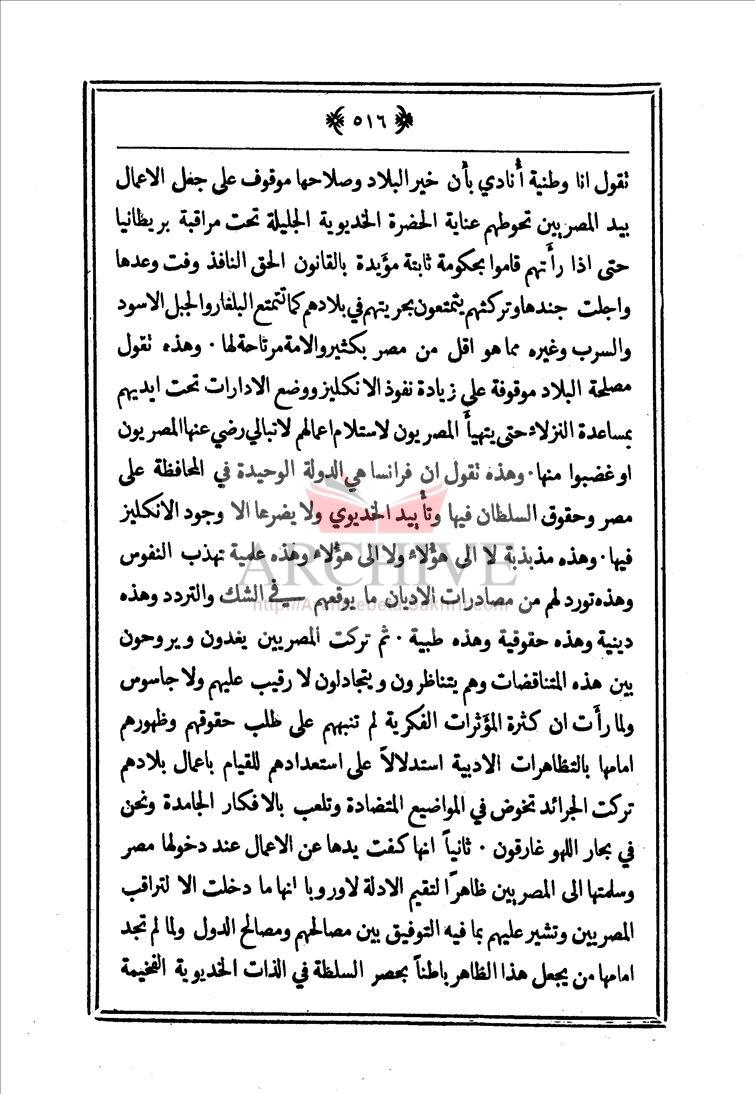 ﴿ ٥١٦ ﴾
تقول انا وطنية أُنادي بأن خير البلاد وصلاحها موقوف على جعل الاعمال
بيد المصريين تحوطهم عناية الحضرة الخديوية الجليلة تحت مراقبة بريطانيا
حتى اذا رأَتهم قاموا بحكومة ثابتة مؤيدة بالقانون الحق النافذ وفت وعدها
واجلت جندها وتركتهم يتمتعون بحريتهم في بلادهم كما تتمتع البلغار والجبل الاسود
والسرب وغيره مما هو اقل من مصر بكثير والامة مرتاحة لها · وهذه تقول
مصلحة البلاد موقوفة على زيادة نفوذ الانكليز ووضع الادارات تحت ايديهم
بمساعدة النزلاء حتى يتهيأَ المصريون لاستلام اعمالهم لا تبالي رضي عنها المصريون
او غضبوا منها · وهذه تقول ان فرانسا هي الدولة الوحيدة في المحافظة على
مصر وحقوق السلطان فيها وتأييد الخديوي ولا يضرها الا وجود الانكليز
فيها · وهذه مذبذبة لا الى هؤلاء ولا الى هؤلاء وهذه علمية تهذب النفوس
ARCHIVE
وهذه تورد لهم من مصادرات الاديان ما يوقعهم في الشك والتردد وهذه
دينية وهذه حقوقية وهذه طبية · ثم تركت المصريين يغدون ويروحون
بين هذه المتناقضات وهم يتناظرون ويتجادلون لا رقيب عليهم ولا جاسوس
ولما رأَت ان كثرة المؤثرات الفكرية لم تنبههم على طلب حقوقهم وظهورهم
امامها بالتظاهرات الادبية استدلالاً على استعدادهم للقيام باعمال بلادهم
تركت الجرائد تخوض في المواضيع المتضادة وتلعب بالافكار الجامدة ونحن
في بحار اللهو غارقون · ثانياً انها كفت يدها عن الاعمال عند دخولها مصر
وسلمتها الى المصريين ظاهرًا لتقيم الادلة لاوروبا انها ما دخلت الا لتراقب
المصريين وتشير عليهم بما فيه التوفيق بين مصالحهم ومصالح الدول ولما لم تجد
امامها من يجعل هذا الظاهر باطناً بحصر السلطة في الذات الخديوية الفخيمة